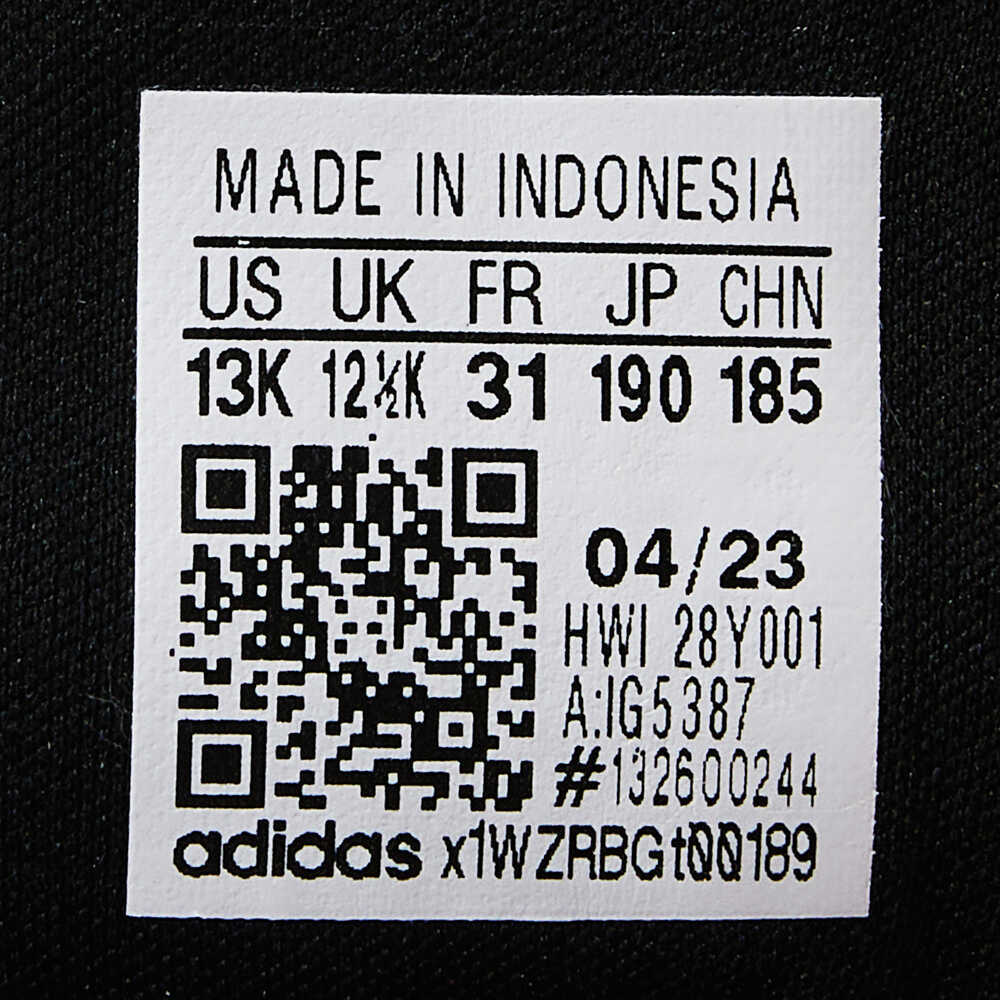 MADE IN INDONESIA
US UK FR JP CHN
13K 12½K 31 190 185
04/23
HWI 28Y001
A:IG5387
#132600244
adidas x1WZRBGt00189